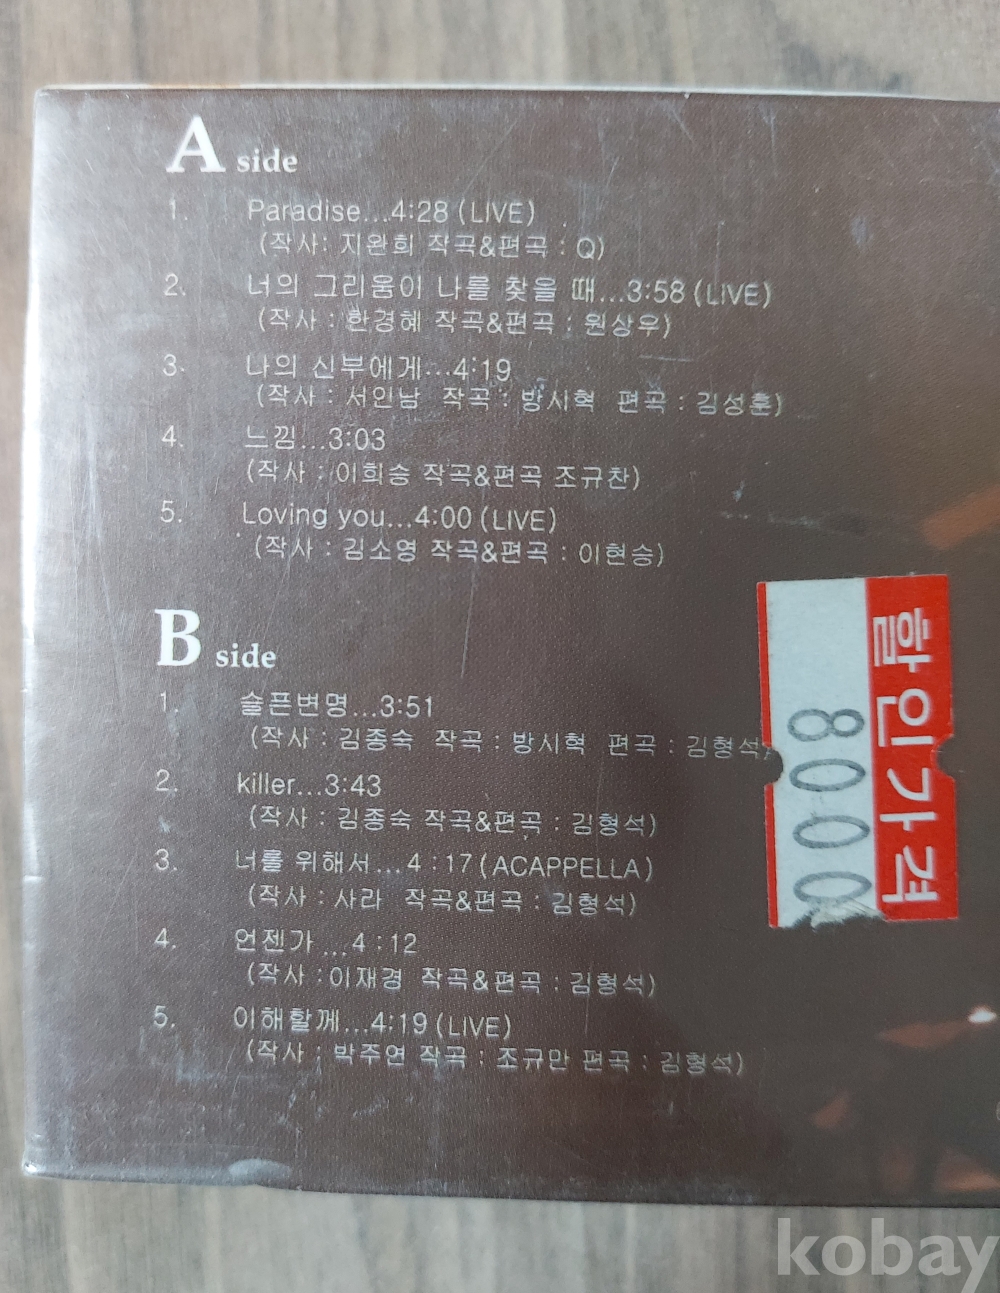 A side
1. Paradise...4:28 (LIVE)
(작사: 지완희 작곡&편곡 : Q)
2. 너의 그리움이 나를 찾을 때...3:58 (LIVE)
(작사 : 한경혜 작곡&편곡 : 원상우)
3. 나의 신부에게...4:19
(작사 : 서인남 작곡 : 방시혁 편곡 : 김성훈)
4. 느낌...3:03
(작사 : 이희승 작곡&편곡 조규찬)
5. Loving you...4:00 (LIVE)
(작사 : 김소영 작곡&편곡 : 이현승)
B side
1. 슬픈변명...3:51
(작사 : 김종숙 작곡 : 방시혁 편곡 : 김형석)
2. killer...3:43
(작사 : 김종숙 작곡&편곡 : 김형석)
3. 너를 위해서...4 : 17 (ACAPPELLA)
(작사 : 사라 작곡&편곡 : 김형석)
4. 언젠가 ...4 : 12
(작사 : 이재경 작곡&편곡 : 김형석)
5. 이해할께...4:19 (LIVE)
(작사 : 박주연 작곡 : 조규만 편곡 : 김형석)
할인가격
8000
kobay